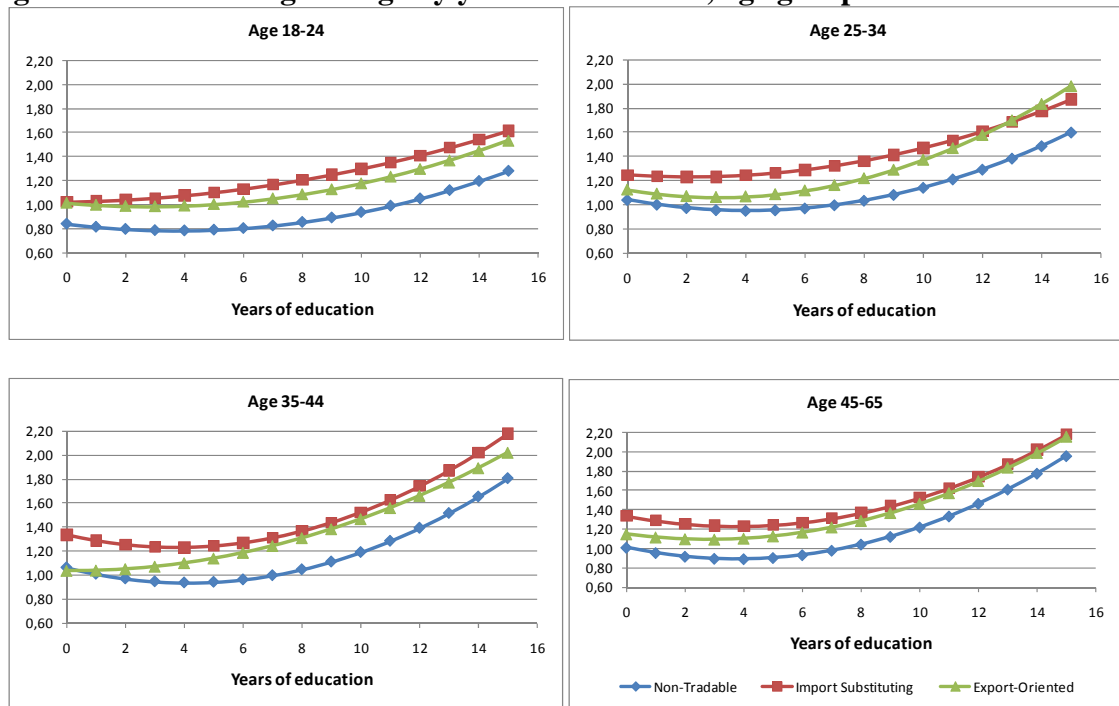 Age 18-24
2,20
2,00
1,80
1,60
1,40
1,20
1,00
0,80
0,60
0 2 4 6 8 10 12 14 16
Years of education
Age 25-34
2,20
2,00
1,80
1,60
1,40
1,20
1,00
0,80
0,60
0 2 4 6 8 10 12 14 16
Years of education
Age 35-44
2,20
2,00
1,80
1,60
1,40
1,20
1,00
0,80
0,60
0 2 4 6 8 10 12 14 16
Years of education
Age 45-65
2,20
2,00
1,80
1,60
1,40
1,20
1,00
0,80
0,60
0 2 4 6 8 10 12 14 16
Years of education
Non-Tradable Import Substituting Export-Oriented